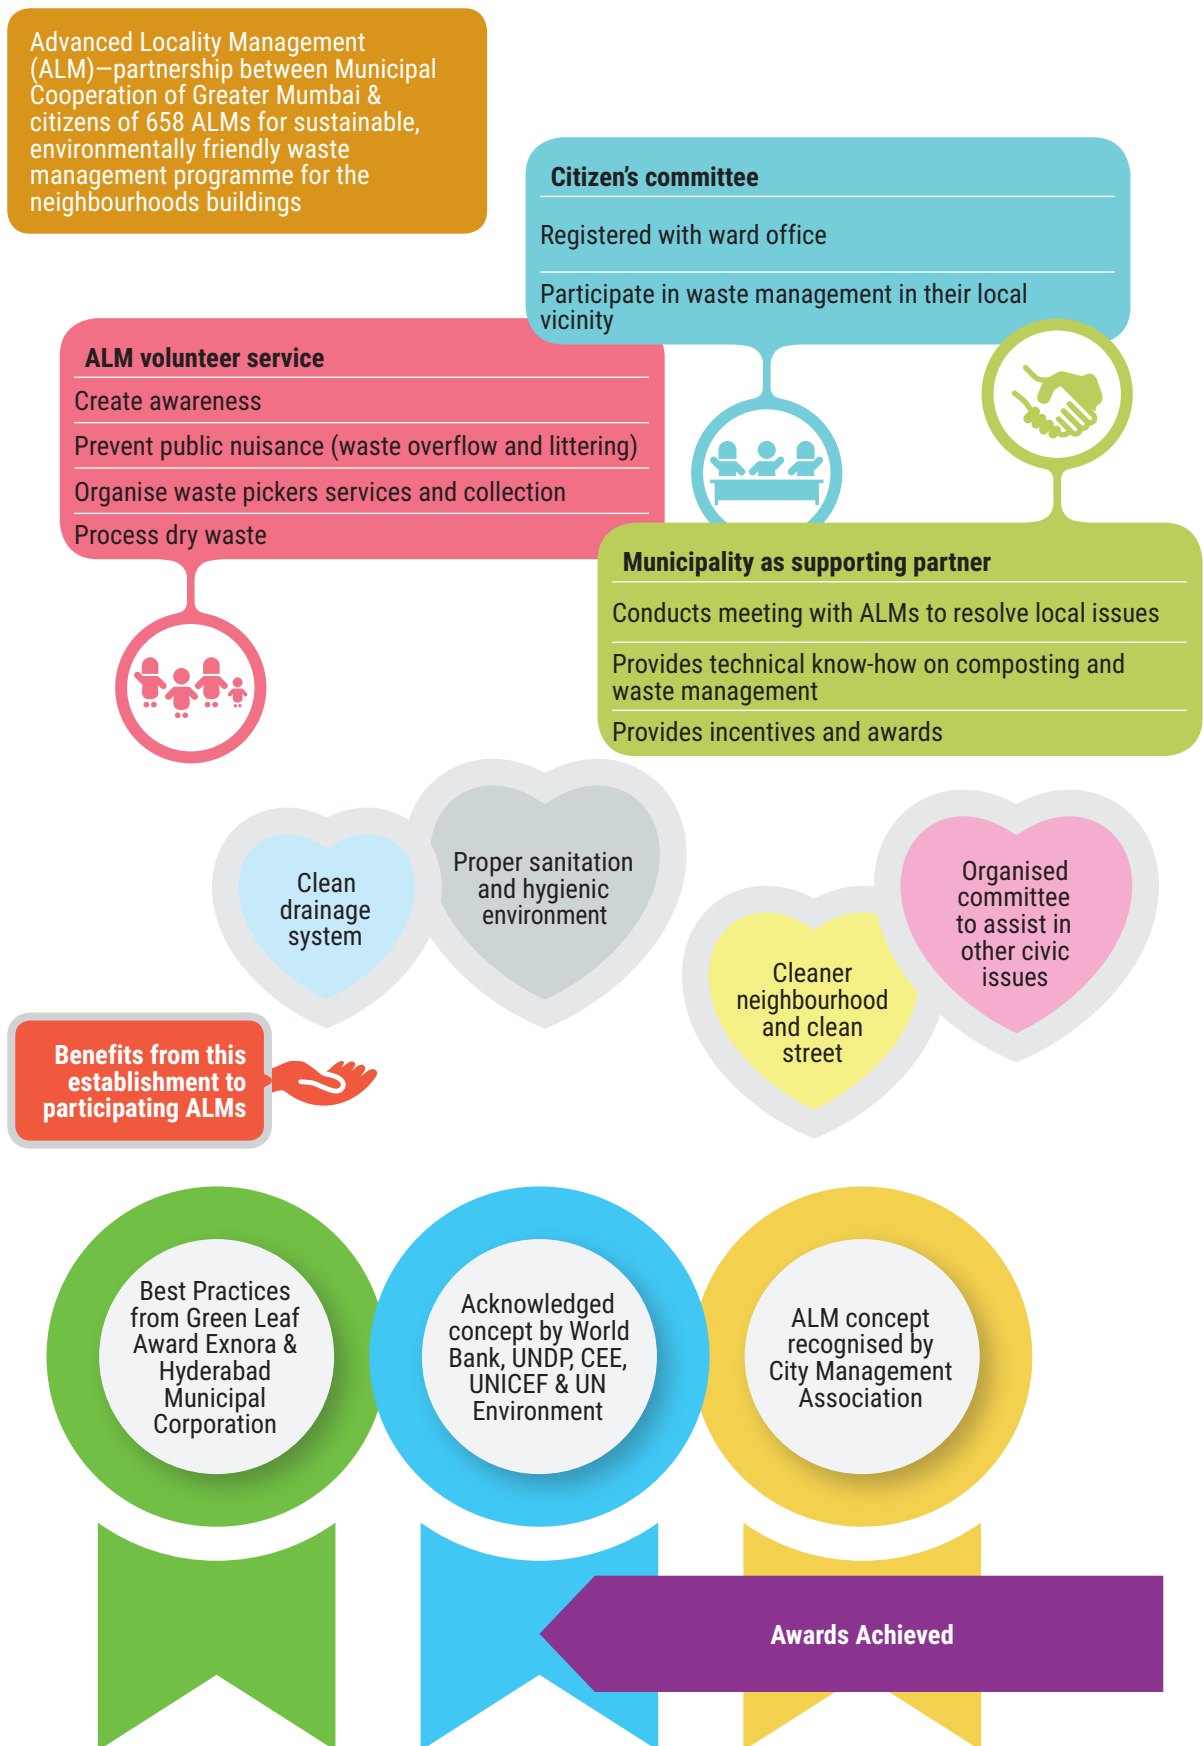 Advanced Locality Management
(ALM)—partnership between Municipal
Cooperation of Greater Mumbai &
citizens of 658 ALMs for sustainable,
environmentally friendly waste
management programme for the
neighbourhoods buildings
Citizen's committee
Registered with ward office
Participate in waste management in their local
vicinity
ALM volunteer service
Create awareness
Prevent public nuisance (waste overflow and littering)
Organise waste pickers services and collection
Process dry waste
Municipality as supporting partner
Conducts meeting with ALMs to resolve local issues
Provides technical know-how on composting and
waste management
Provides incentives and awards
Clean
drainage
system
Proper sanitation
and hygienic
environment
Cleaner
neighbourhood
and clean
street
Organised
committee
to assist in
other civic
issues
Benefits from this
establishment to
participating ALMs
Best Practices
from Green Leaf
Award Exnora &
Hyderabad
Municipal
Corporation
Acknowledged
concept by World
Bank, UNDP, CEE,
UNICEF & UN
Environment
ALM concept
recognised by
City Management
Association
Awards Achieved